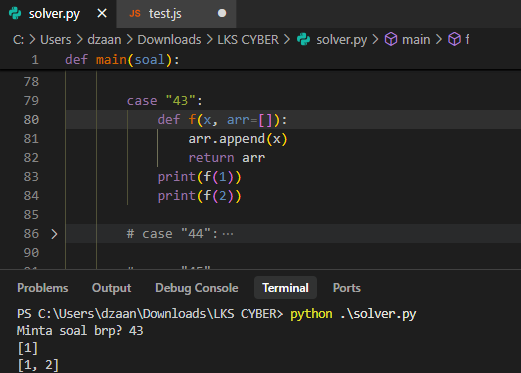 solver.py × JS test.js ●
C: > Users > dzaan > Downloads > LKS CYBER > solver.py > main > f
1 def main(soal):
78
79 case "43":
80 def f(x, arr=[]):
81 arr.append(x)
82 return arr
83 print(f(1))
84 print(f(2))
85
86 > # case "44": ···
90
Problems Output Debug Console Terminal Ports
PS C:\Users\dzaan\Downloads\LKS CYBER> python .\solver.py
Minta soal brp? 43
[1]
[1, 2]